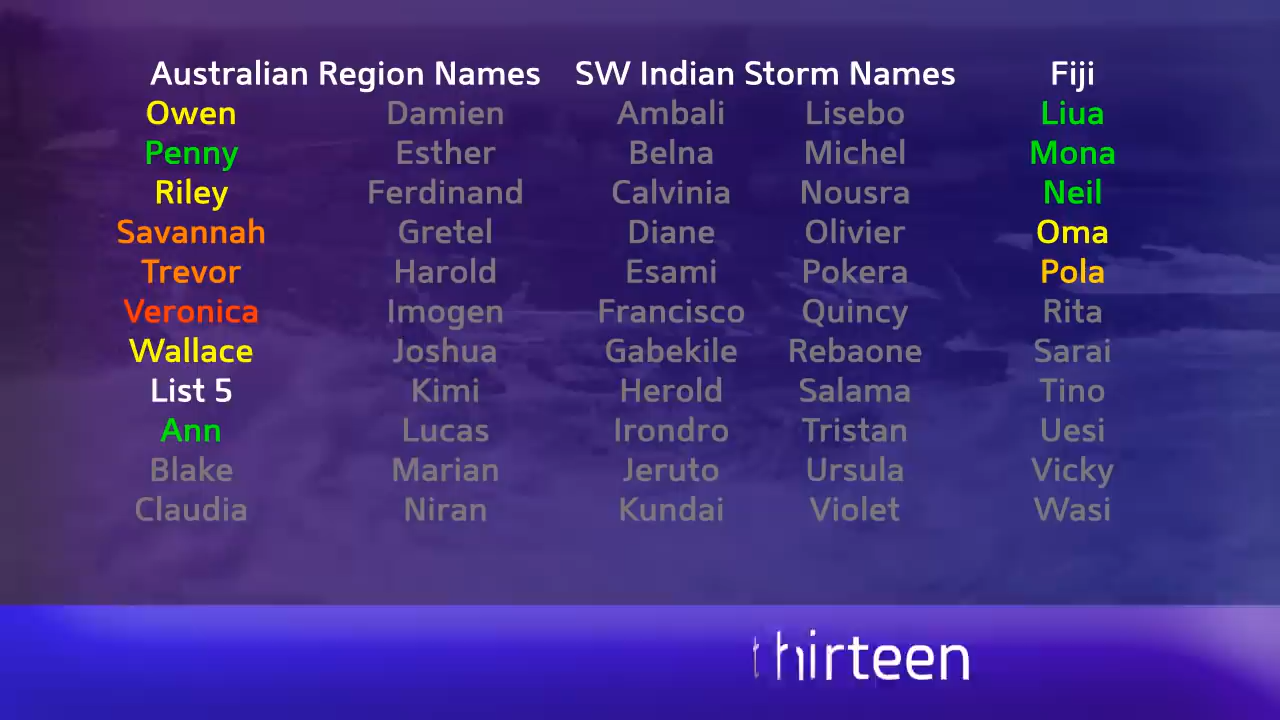 Australian Region Names SW Indian Storm Names Fiji
Owen Damien Ambali Lisebo Liua
Penny Esther Belna Michel Mona
Riley Ferdinand Calvinia Nousra Neil
Savannah Gretel Diane Olivier Oma
Trevor Harold Esami Pokera Pola
Veronica Imogen Francisco Quincy Rita
Wallace Joshua Gabekile Rebaone Sarai
List 5 Kimi Herold Salama Tino
Ann Lucas Irondro Tristan Uesi
Blake Marian Jeruto Ursula Vicky
Claudia Niran Kundai Violet Wasi
thirteen